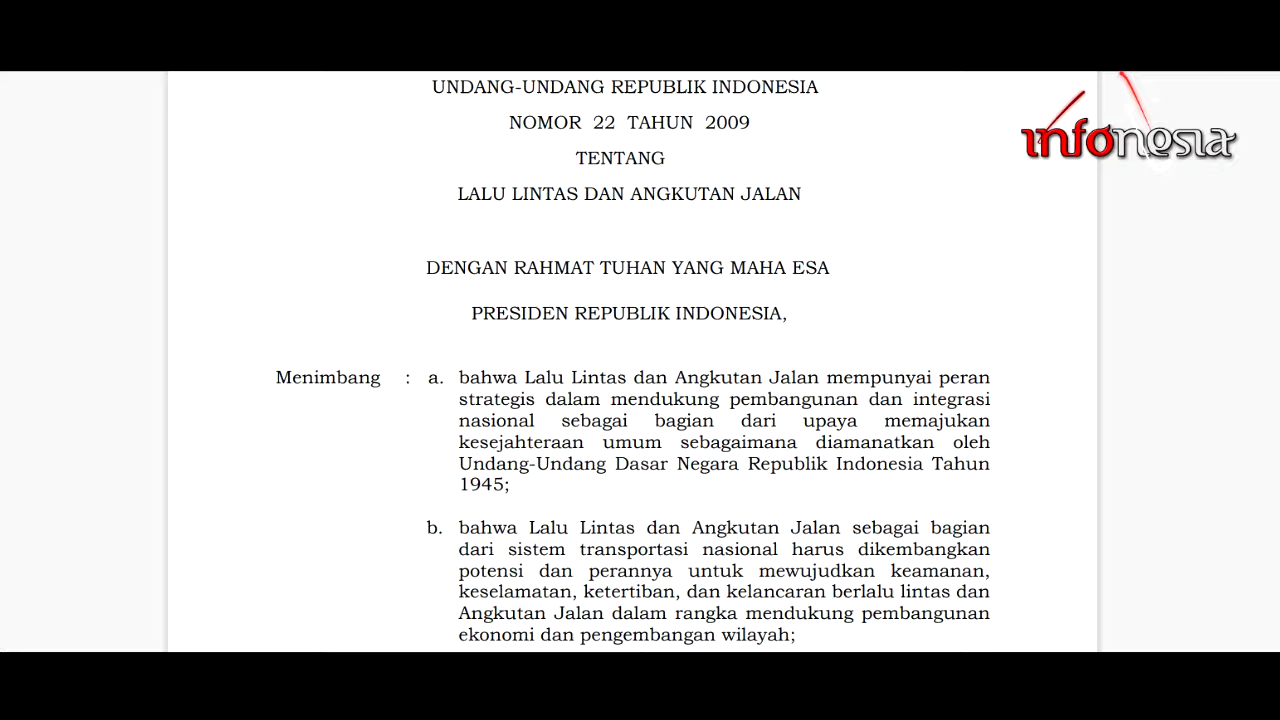 UNDANG-UNDANG REPUBLIK INDONESIA
NOMOR 22 TAHUN 2009
TENTANG
LALU LINTAS DAN ANGKUTAN JALAN
infonesia
DENGAN RAHMAT TUHAN YANG MAHA ESA
PRESIDEN REPUBLIK INDONESIA,
Menimbang : a. bahwa Lalu Lintas dan Angkutan Jalan mempunyai peran
strategis dalam mendukung pembangunan dan integrasi
nasional sebagai bagian dari upaya memajukan
kesejahteraan umum sebagaimana diamanatkan oleh
Undang-Undang Dasar Negara Republik Indonesia Tahun
1945;
b. bahwa Lalu Lintas dan Angkutan Jalan sebagai bagian
dari sistem transportasi nasional harus dikembangkan
potensi dan perannya untuk mewujudkan keamanan,
keselamatan, ketertiban, dan kelancaran berlalu lintas dan
Angkutan Jalan dalam rangka mendukung pembangunan
ekonomi dan pengembangan wilayah;